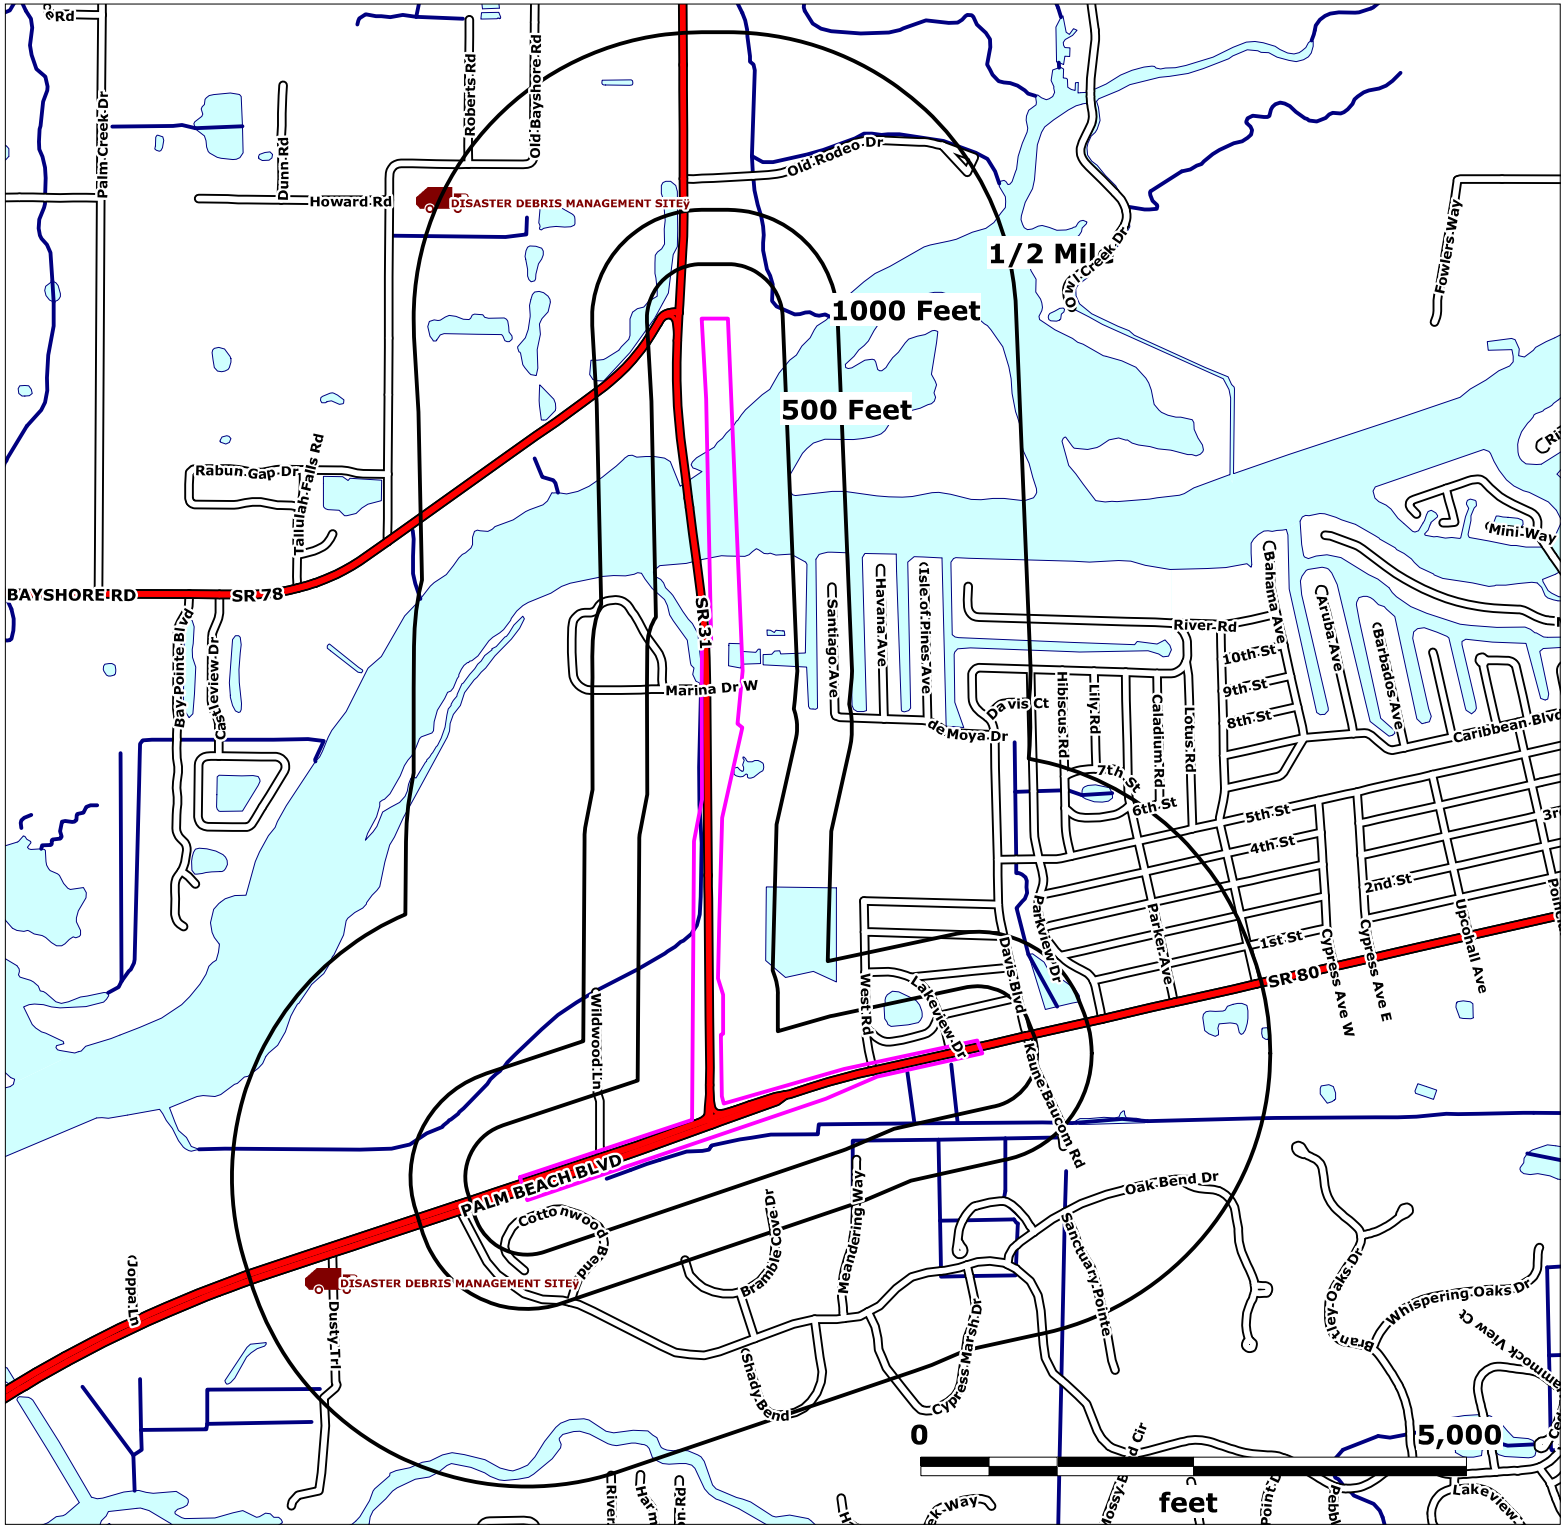 Rd
Palm Creek Dr
Dunn Rd
Roberts Rd
Old Bayshore Rd
Howard Rd
DISASTER DEBRIS MANAGEMENT SITEy
Old Rodeo Dr
1/2 Mil
Owl Creek Dr
Fowlers Way
1000 Feet
500 Feet
Rabun Gap Dr
Tallulah Falls Rd
BAYSHORE RD
SR 78
Bay Pointe Blvd
Castleview Dr
SR 31
Marina Dr W
Santiago Ave
Havana Ave
Isle of Pines Ave
de Moya Dr
Davis Ct
Hibiscus Rd
Lily Rd
Caladium Rd
Lotus Rd
River Rd
10th St
9th St
8th St
7th St
6th St
5th St
4th St
2nd St
1st St
Bahama Ave
Aruba Ave
Barbados Ave
Caribbean Blvd
Mini Way
Parkview Dr
Parker Ave
Cypress Ave W
Cypress Ave E
Upcohall Ave
SR 80
West Rd
Lakeview Dr
Davis Blvd
Kaune Baucom Rd
Wildwood Ln
PALM BEACH BLVD
Cottonwood Bend
DISASTER DEBRIS MANAGEMENT SITEy
Joppa Ln
Dusty Trl
Bramble Cove Dr
Meandering Way
Shady Bend
Cypress Marsh Dr
Sanctuary Pointe
Oak Bend Dr
Brantley Oaks Dr
Whispering Oaks Dr
View Ct
0
5,000
feet
Lakeview